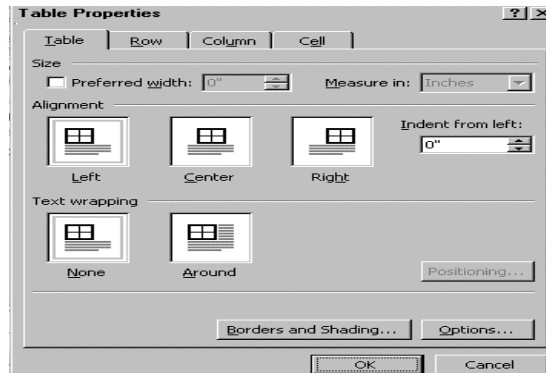 Table Properties
Table Row Column Cell
Size
Preferred width: 0" Measure in: Inches
Alignment
Indent from left:
0"
Left Center Right
Text wrapping
None Around
Positioning...
Borders and Shading... Options...
OK Cancel